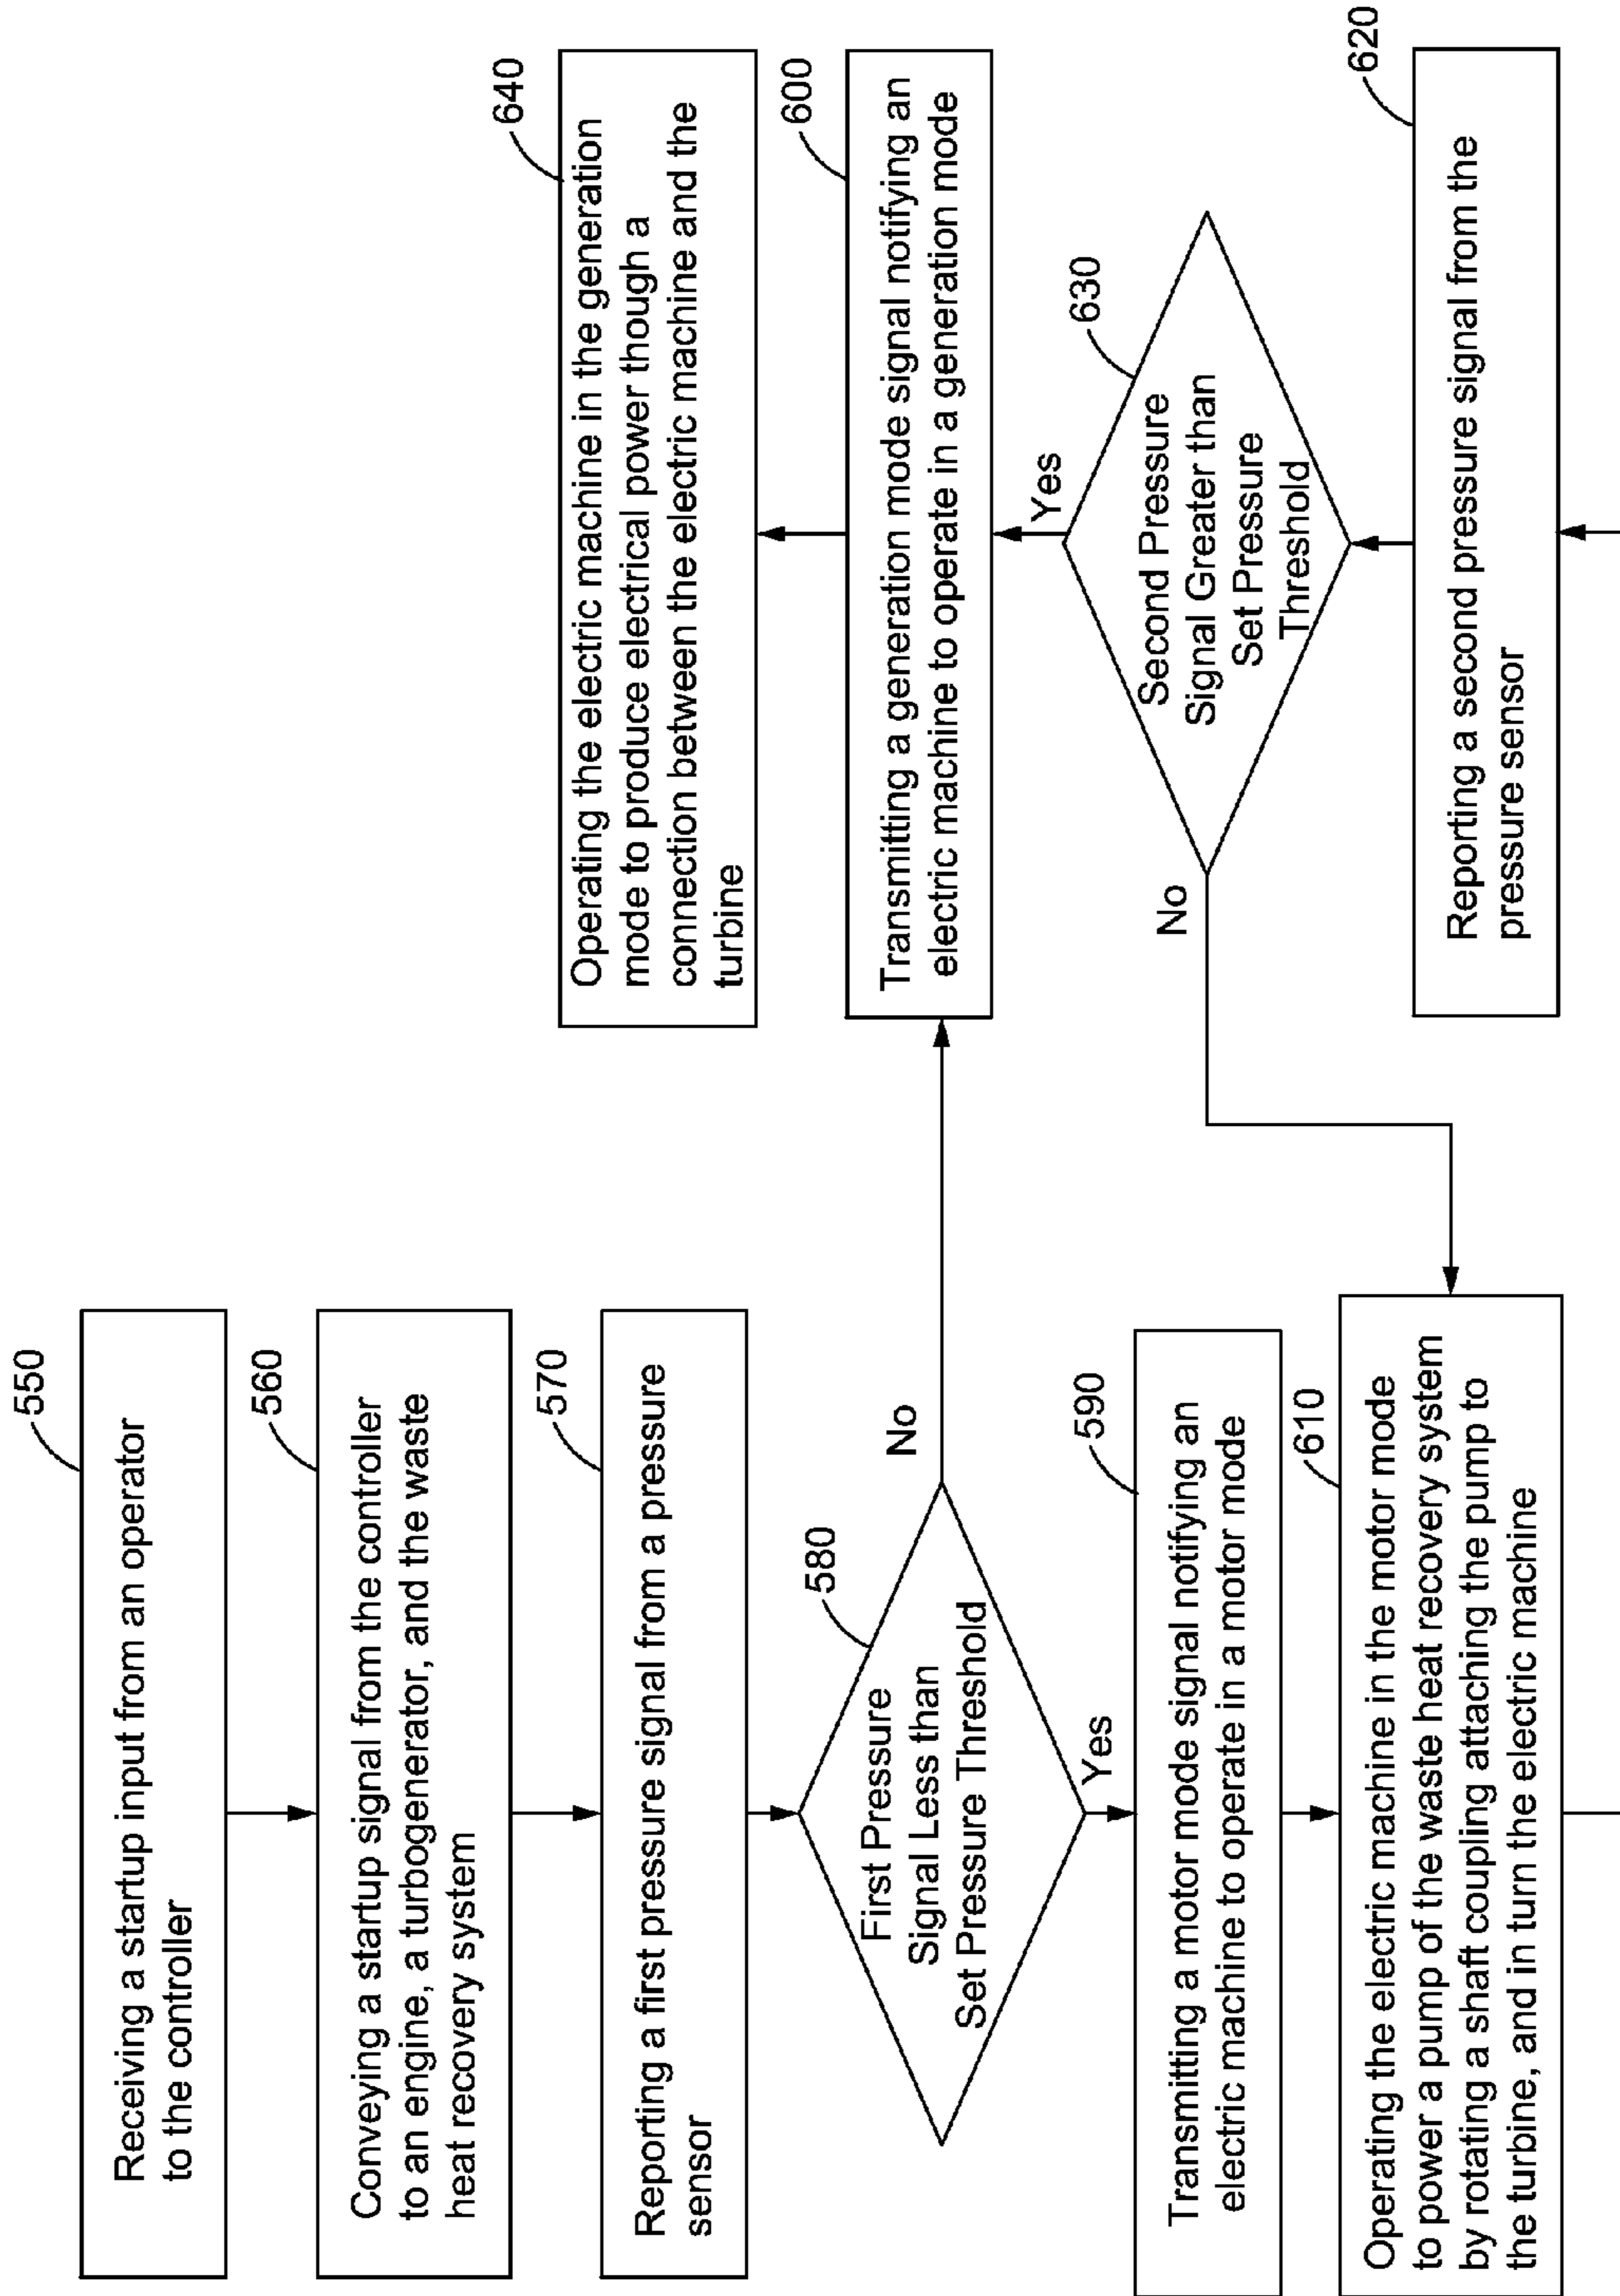 550
Receiving a startup input from an operator
to the controller
560
Conveying a startup signal from the controller
to an engine, a turbogenerator, and the waste
heat recovery system
570
Reporting a first pressure signal from a pressure
sensor
580
First Pressure
Signal Less than
Set Pressure Threshold
No
Yes
590
Transmitting a motor mode signal notifying an
electric machine to operate in a motor mode
610
Operating the electric machine in the motor mode
to power a pump of the waste heat recovery system
by rotating a shaft coupling attaching the pump to
the turbine, and in turn the electric machine
640
Operating the electric machine in the generation
mode to produce electrical power though a
connection between the electric machine and the
turbine
600
Transmitting a generation mode signal notifying an
electric machine to operate in a generation mode
Yes
630
Second Pressure
Signal Greater than
Set Pressure
Threshold
No
620
Reporting a second pressure signal from the
pressure sensor